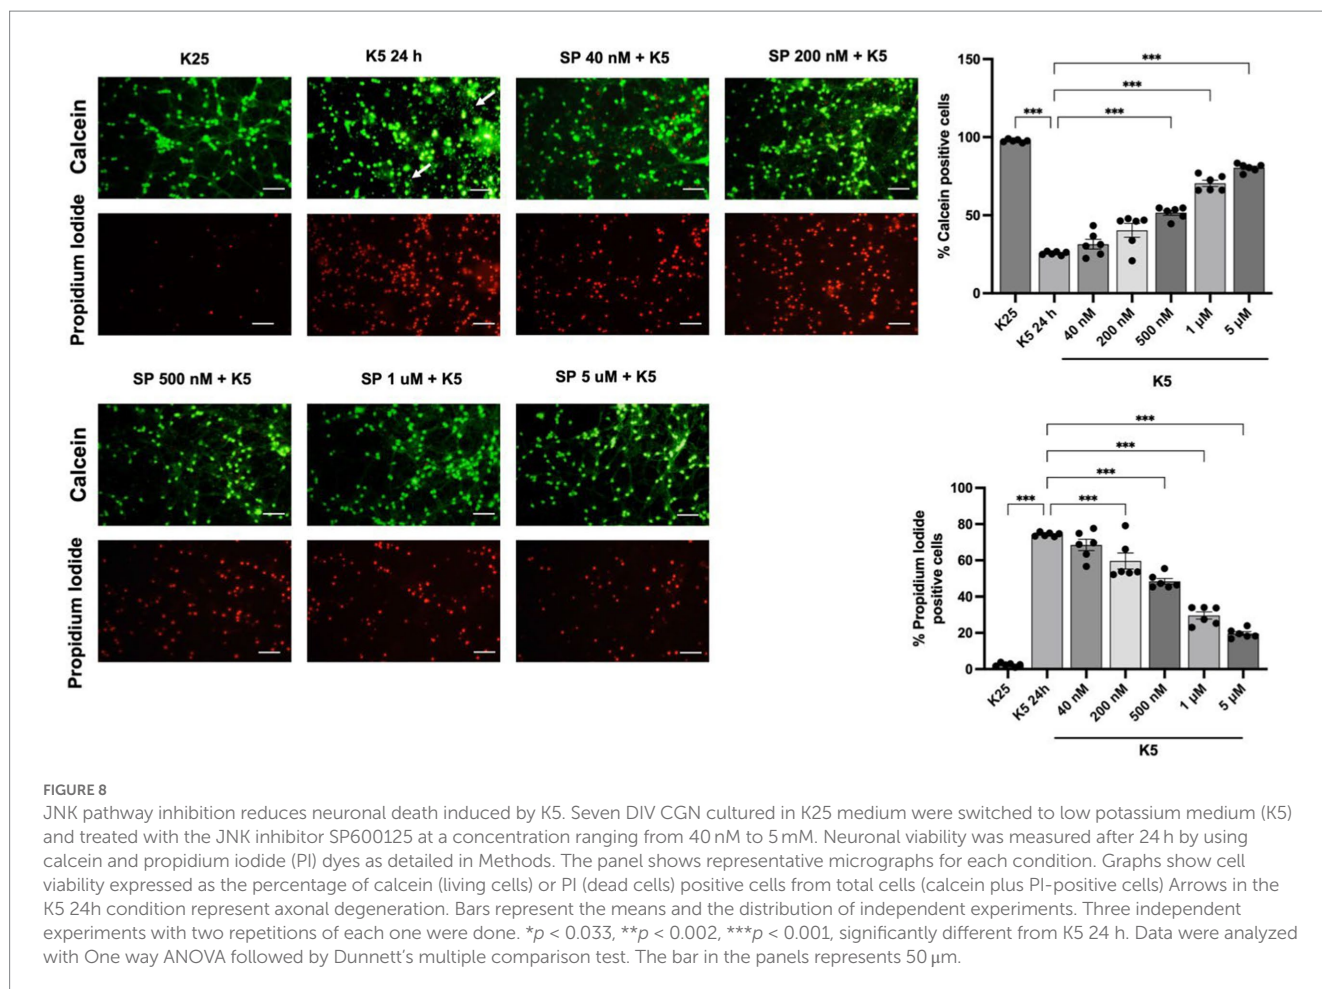 K25
K5 24 h
SP 40 nM + K5
SP 200 nM + K5
Calcein
Propidium Iodide
SP 500 nM + K5
SP 1 uM + K5
SP 5 uM + K5
Calcein
Propidium Iodide
% Calcein positive cells
150
100
50
0
***
***
***
***
K25
K5 24 h
40 nM
200 nM
500 nM
1 μM
5 μM
K5
% Propidium Iodide
positive cells
100
80
60
40
20
0
***
***
***
***
***
K25
K5 24h
40 nM
200 nM
500 nM
1 μM
5 μM
K5
FIGURE 8
JNK pathway inhibition reduces neuronal death induced by K5. Seven DIV CGN cultured in K25 medium were switched to low potassium medium (K5)
and treated with the JNK inhibitor SP600125 at a concentration ranging from 40 nM to 5 mM. Neuronal viability was measured after 24 h by using
calcein and propidium iodide (PI) dyes as detailed in Methods. The panel shows representative micrographs for each condition. Graphs show cell
viability expressed as the percentage of calcein (living cells) or PI (dead cells) positive cells from total cells (calcein plus PI-positive cells) Arrows in the
K5 24h condition represent axonal degeneration. Bars represent the means and the distribution of independent experiments. Three independent
experiments with two repetitions of each one were done. *p < 0.033, **p < 0.002, ***p < 0.001, significantly different from K5 24 h. Data were analyzed
with One way ANOVA followed by Dunnett's multiple comparison test. The bar in the panels represents 50 μm.